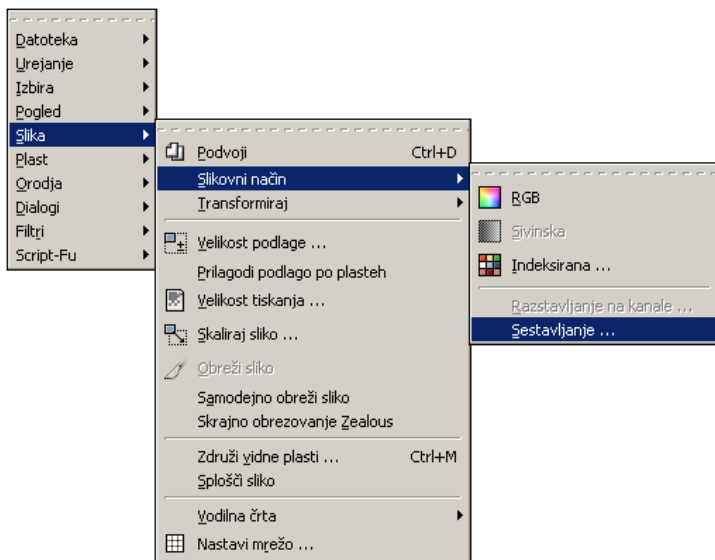 Datoteka
Urejanje
Izbira
Pogled
Slika
Plast
Orodja
Dialogi
Filtri
Script-Fu
Podvoji Ctrl+D
Slikovni način
Transformiraj
Velikost podlage ...
Prilagodi podlago po plasteh
Velikost tiskanja ...
Skaliraj sliko ...
Obreži sliko
Samodejno obreži sliko
Skrajno obrezovanje Zealous
Združi vidne plasti ... Ctrl+M
Splošči sliko
Vodilna črta
Nastavi mrežo ...
RGB
Sivinska
Indeksirana ...
Razstavljanje na kanale ...
Sestavljanje ...